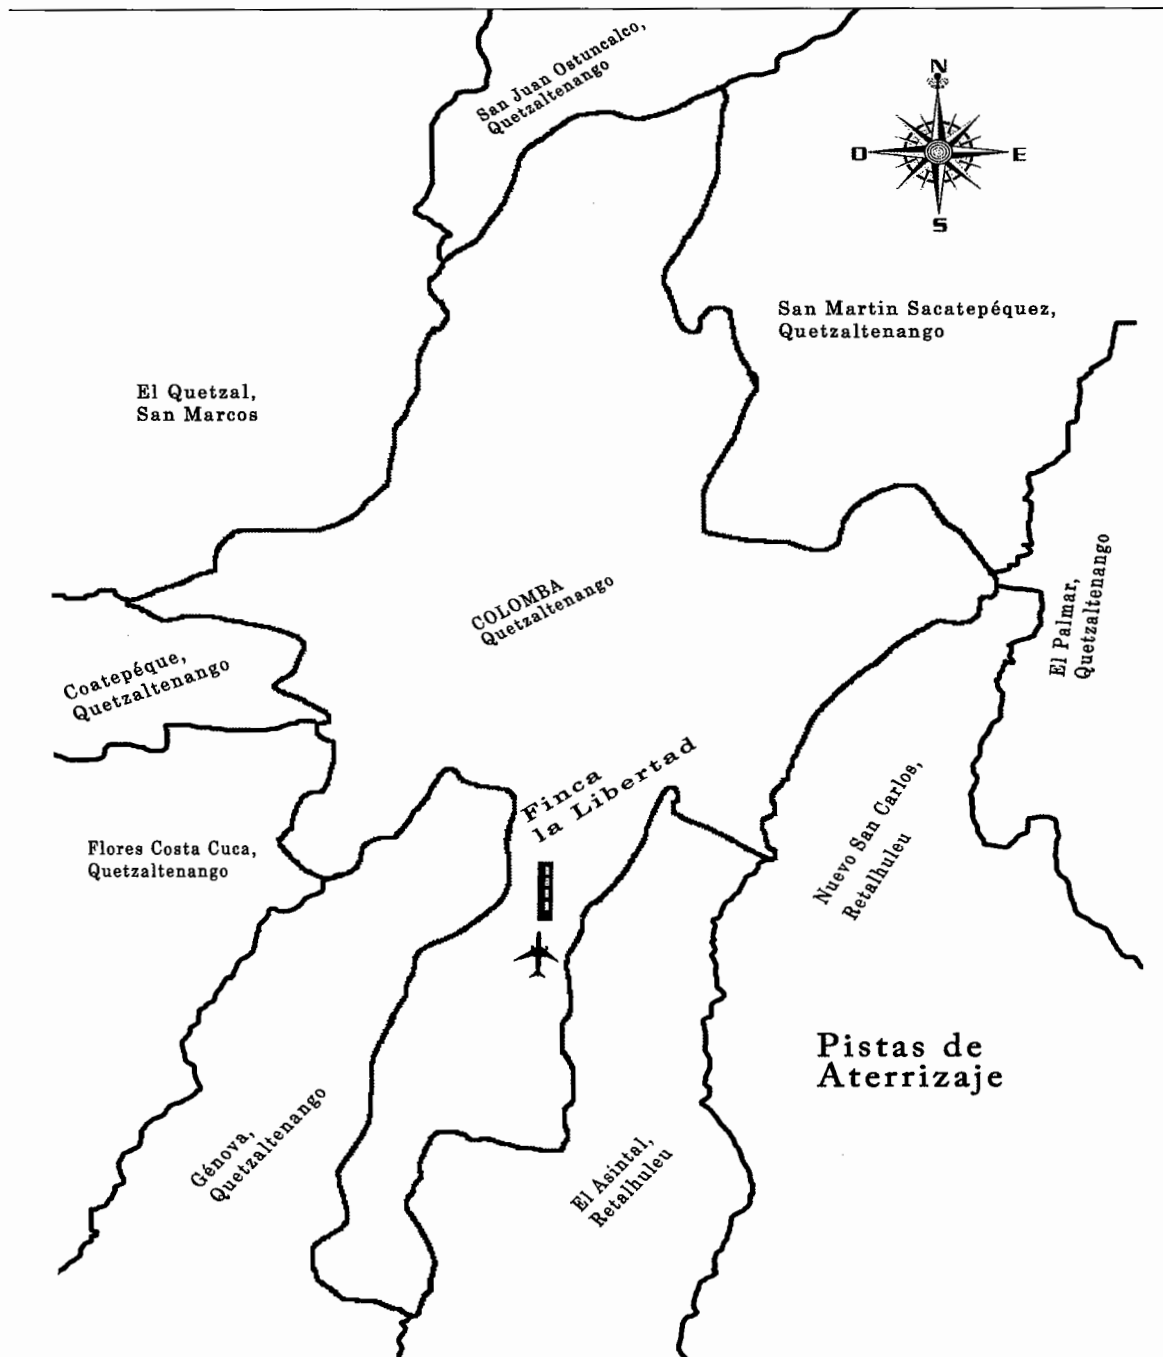 San Juan Ostuncalco,
Quetzaltenango
N
O
E
S
San Martin Sacatepéquez,
Quetzaltenango
El Quetzal,
San Marcos
El Palmar,
Quetzaltenango
COLOMBA
Quetzaltenango
Coatepéque,
Quetzaltenango
Finca
la Libertad
Nuevo San Carlos,
Retalhuleu
Flores Costa Cuca,
Quetzaltenango
Pistas de
Aterrizaje
Génova,
Quetzaltenango
El Asintal,
Retalhuleu